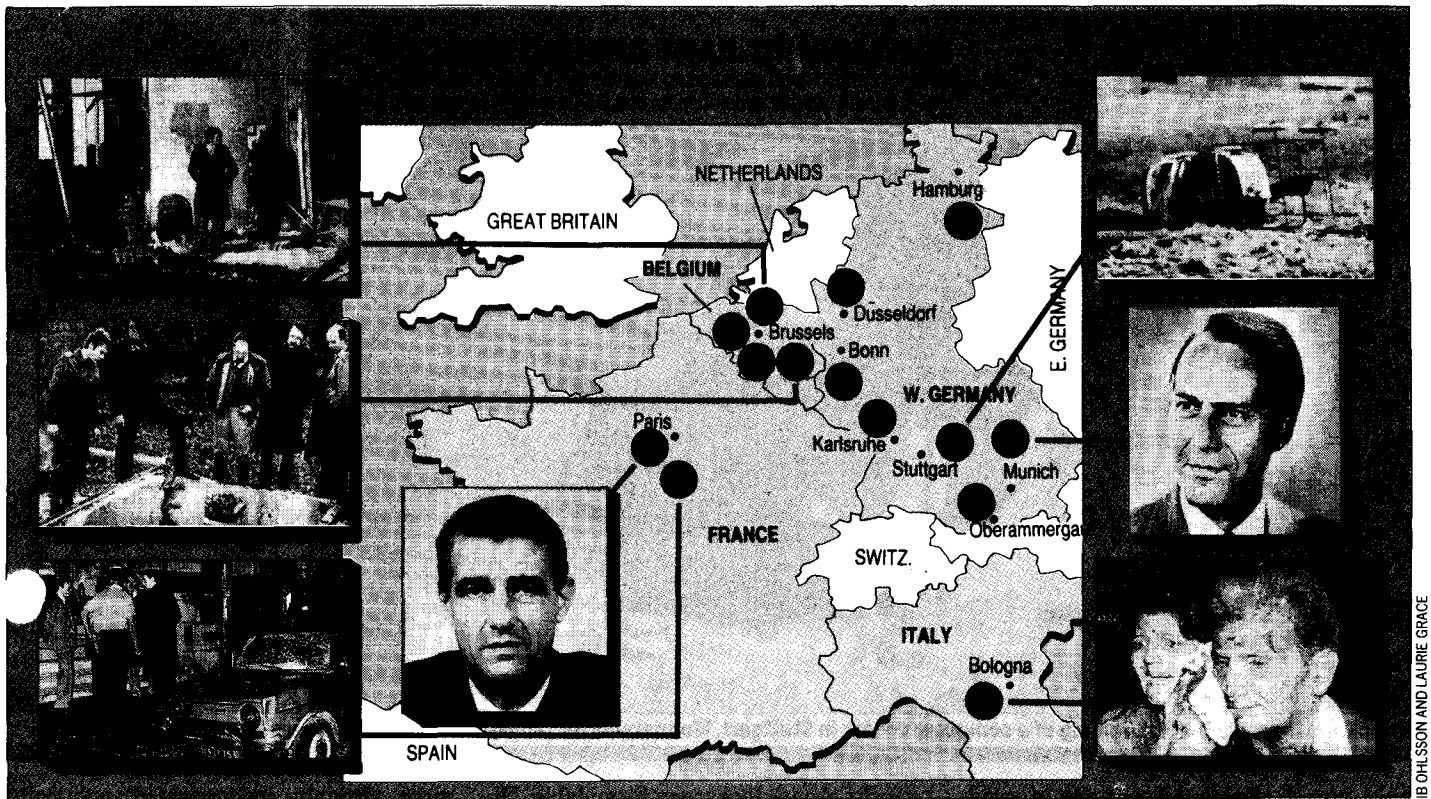 NETHERLANDS
Hamburg
GREAT BRITAIN
BELGIUM
E. GERMANY
Düsseldorf
Brussels
Bonn
W. GERMANY
Paris
Karlsruhe
Stuttgart
Munich
Oberammergau
FRANCE
SWITZ.
ITALY
Bologna
SPAIN
IB OHLSSON AND LAURIE GRACE